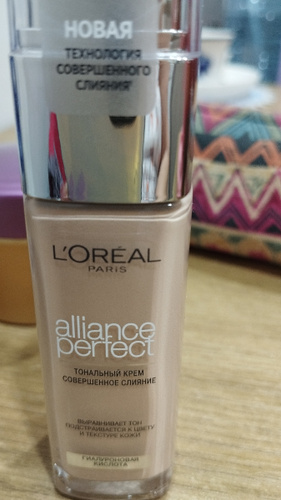 НОВАЯ
ТЕХНОЛОГИЯ
СОВЕРШЕННОГО
СЛИЯНИЯ
L'ORÉAL
PARIS
alliance
perfect
ТОНАЛЬНЫЙ КРЕМ
СОВЕРШЕННОЕ СЛИЯНИЕ
ВЫРАВНИВАЕТ ТОН
ПОДСТРАИВАЕТСЯ К ЦВЕТУ
И ТЕКСТУРЕ КОЖИ
ГИАЛУРОНОВАЯ
КИСЛОТА